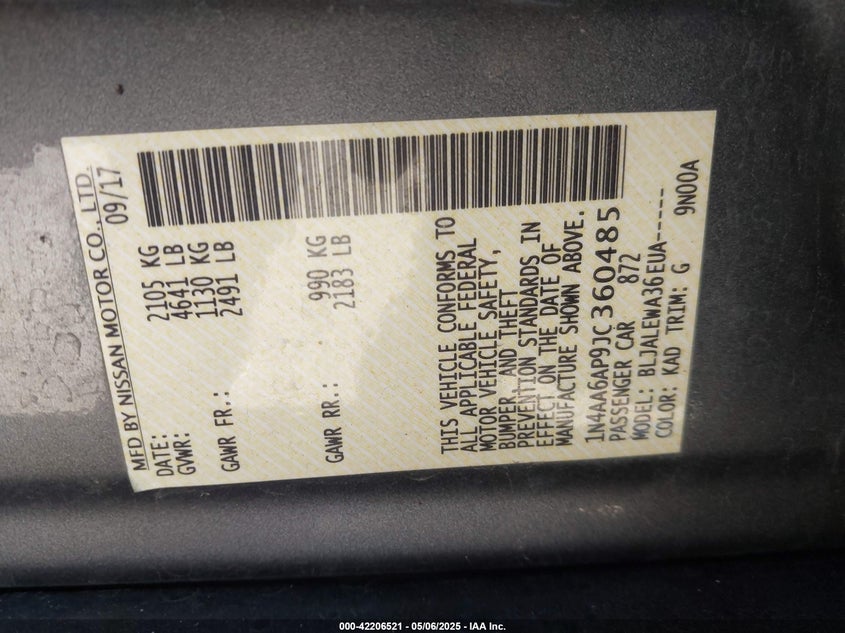 MFD BY NISSAN MOTOR CO., LTD.
DATE: 09/17
GVWR: 2105 KG
4641 LB
GAWR FR.: 1130 KG
2491 LB
GAWR RR.: 990 KG
2183 LB
THIS VEHICLE CONFORMS TO
ALL APPLICABLE FEDERAL
MOTOR VEHICLE SAFETY,
BUMPER, AND THEFT
PREVENTION STANDARDS IN
EFFECT ON THE DATE OF
MANUFACTURE SHOWN ABOVE.
1N4AA6AP9JC360485
PASSENGER CAR 872
MODEL: BLJALEWA36EUA-----
COLOR: KAD TRIM: G 9N00A
000-42206521 - 05/06/2025 - IAA Inc.